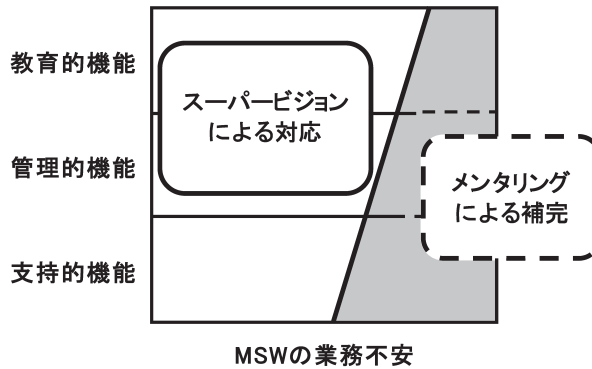 教育的機能
スーパービジョン
による対応
管理的機能
メンタリング
による補完
支持的機能
MSWの業務不安